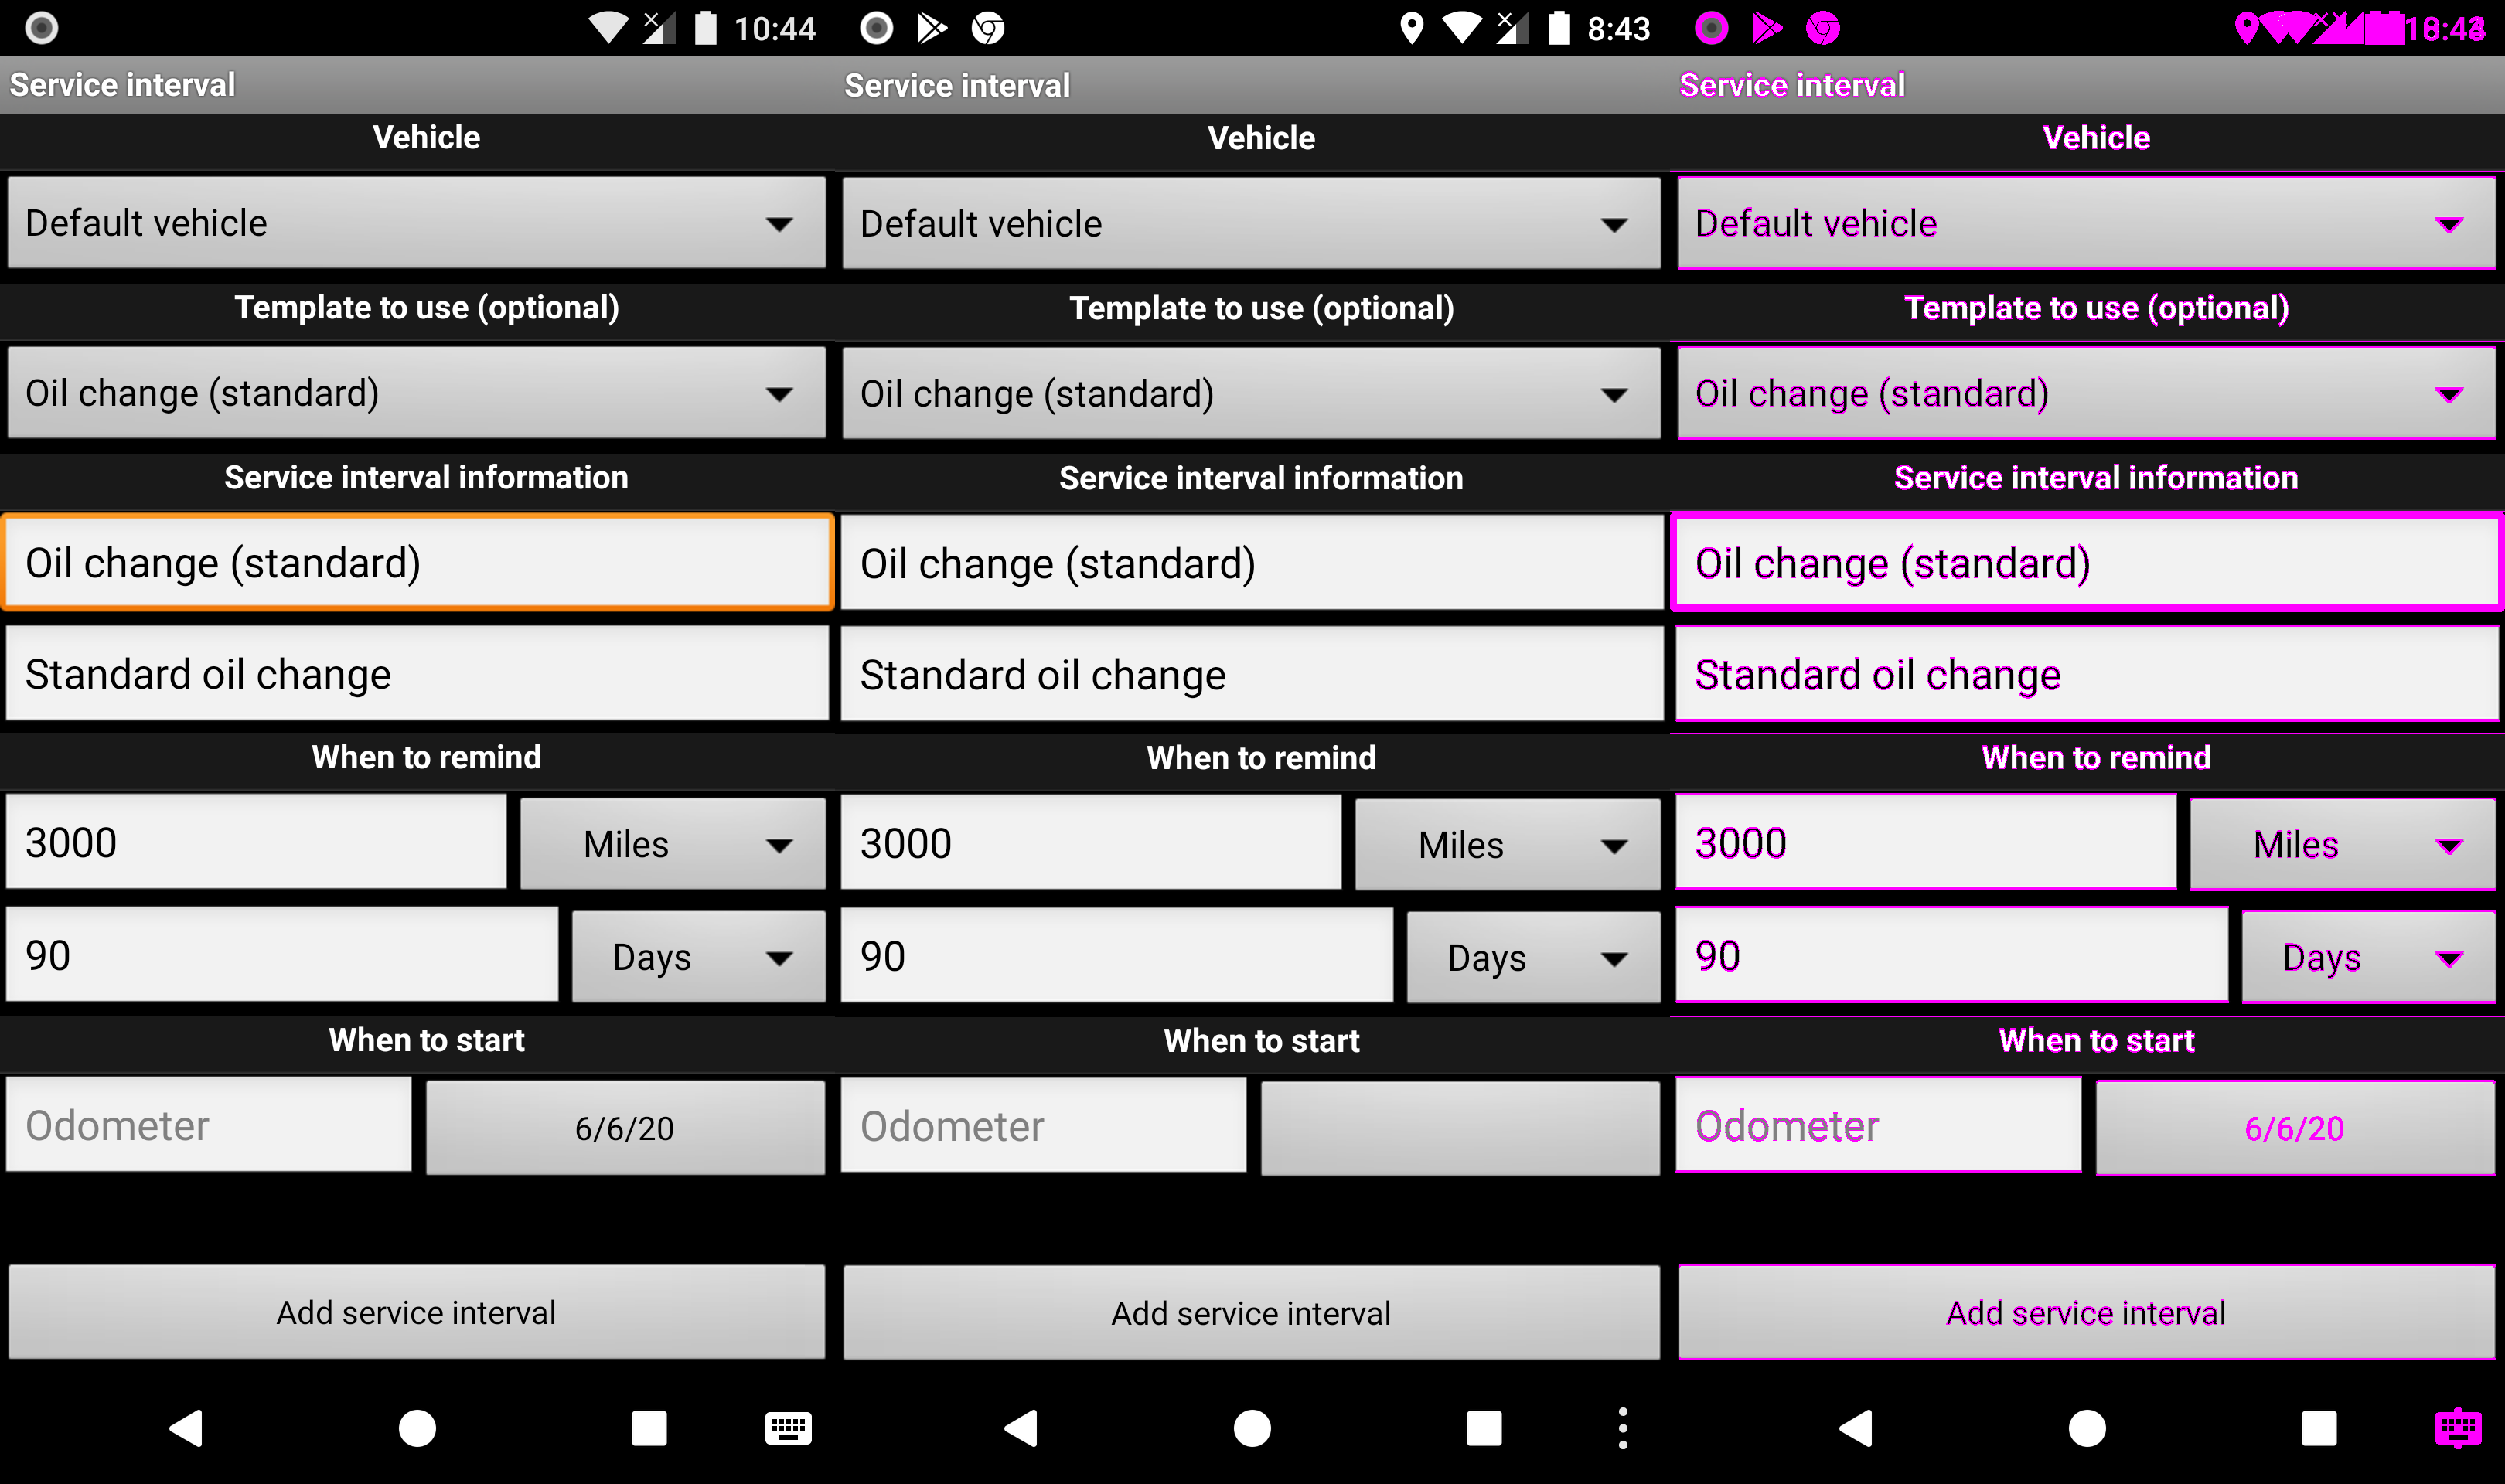 10:44
Service interval
Vehicle
Default vehicle
Template to use (optional)
Oil change (standard)
Service interval information
Oil change (standard)
Standard oil change
When to remind
3000 Miles
90 Days
When to start
Odometer 6/6/20
Add service interval
8:43
Service interval
Vehicle
Default vehicle
Template to use (optional)
Oil change (standard)
Service interval information
Oil change (standard)
Standard oil change
When to remind
3000 Miles
90 Days
When to start
Odometer
Add service interval
Service interval
Vehicle
Default vehicle
Template to use (optional)
Oil change (standard)
Service interval information
Oil change (standard)
Standard oil change
When to remind
3000 Miles
90 Days
When to start
Odometer 6/6/20
Add service interval